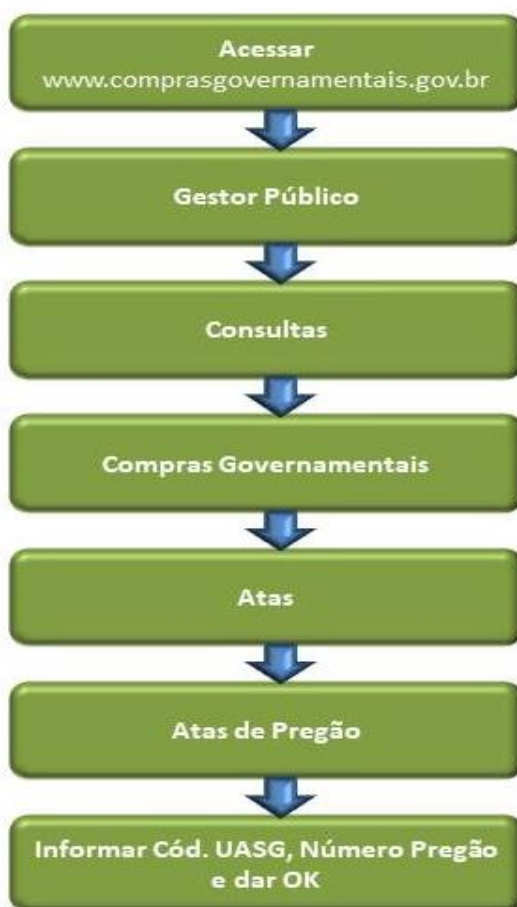 Acessar
www.comprasgovernamentais.gov.br
Gestor Público
Consultas
Compras Governamentais
Atas
Atas de Pregão
Informar Cód. UASG, Número Pregão
e dar OK